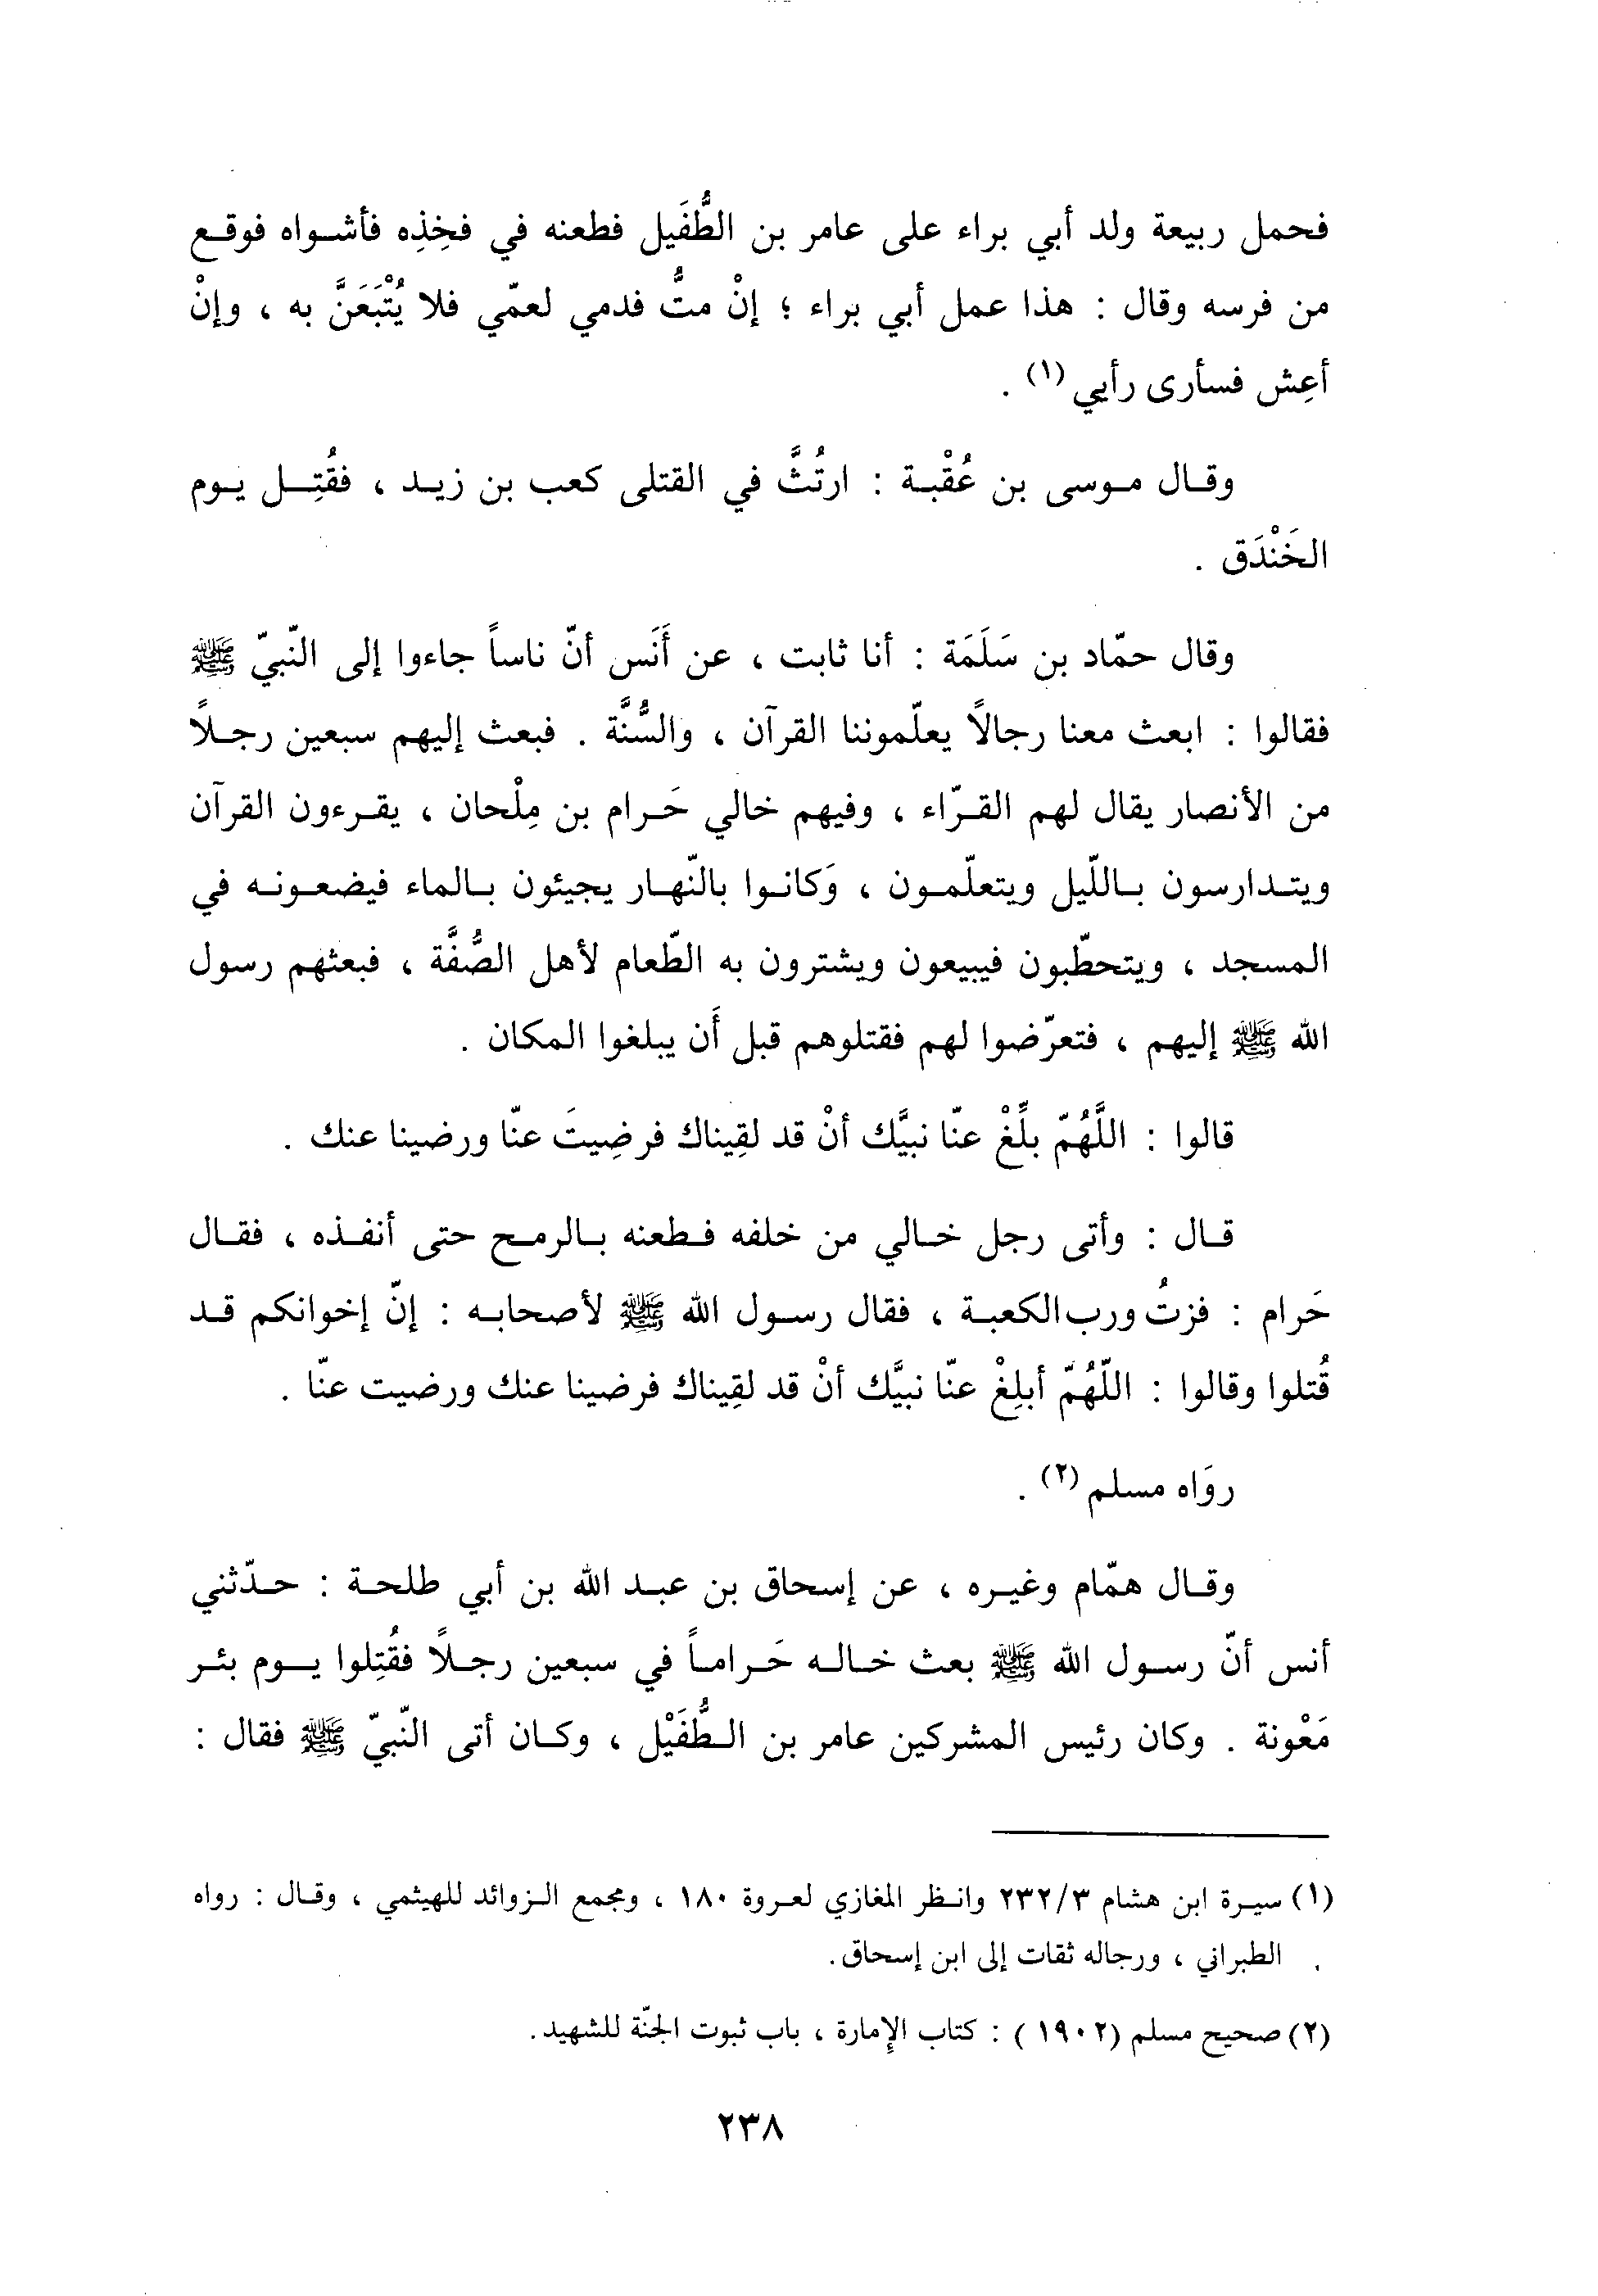 فحمل ربيعة ولد أبي براء على عامر بن الطُّفَيل فطعنه في فخِذِه فأشواه فوقع
من فرسه وقال : هذا عمل أبي براء ؛ إنْ متُّ فدمي لعمّي فلا يُتْبَعَنَّ به ، وإنْ
أعِش فسأرى رأيي (١) .
وقال موسى بن عُقْبة : ارتُثَّ في القتلى كعب بن زيد ، فقُتِل يوم
الخَنْدَق .
وقال حمّاد بن سَلَمَة : أنا ثابت ، عن أَنَس أنّ ناساً جاءوا إلى النّبيّ ﷺ
فقالوا : ابعث معنا رجالاً يعلّموننا القرآن ، والسُّنَّة . فبعث إليهم سبعين رجلاً
من الأنصار يقال لهم القرّاء ، وفيهم خالي حَرام بن مِلْحان ، يقرءون القرآن
ويتدارسون باللّيل ويتعلّمون ، وَكانوا بالنّهار يجيئون بالماء فيضعونه في
المسجد ، ويتحطّبون فيبيعون ويشترون به الطّعام لأهل الصُّفَّة ، فبعثهم رسول
الله ﷺ إليهم ، فتعرّضوا لهم فقتلوهم قبل أَن يبلغوا المكان .
قالوا : اللَّهُمّ بلِّغْ عنّا نبيَّك أنْ قد لقِيناك فرضِيتَ عنّا ورضينا عنك .
قال : وأتى رجل خالي من خلفه فطعنه بالرمح حتى أنفذه ، فقال
حَرام : فزتُ ورب الكعبة ، فقال رسول الله ﷺ لأصحابه : إنّ إخوانكم قد
قُتلوا وقالوا : اللّهُمّ أبلِغْ عنّا نبيَّك أنْ قد لقِيناك فرضينا عنك ورضيت عنّا .
روَاه مسلم (٢) .
وقال همّام وغيره ، عن إسحاق بن عبد الله بن أبي طلحة : حدّثني
أنس أنّ رسول الله ﷺ بعث خاله حَراماً في سبعين رجلاً فقُتِلوا يوم بئر
مَعْونة . وكان رئيس المشركين عامر بن الطُّفَيْل ، وكان أتى النّبيّ ﷺ فقال :
(١) سيرة ابن هشام ٢٣٢/٣ وانظر المغازي لعروة ١٨٠ ، ومجمع الزوائد للهيثمي ، وقال : رواه
الطبراني ، ورجاله ثقات إلى ابن إسحاق.
(٢) صحيح مسلم (١٩٠٢ ) : كتاب الإمارة ، باب ثبوت الجنّة للشهيد.
٢٣٨